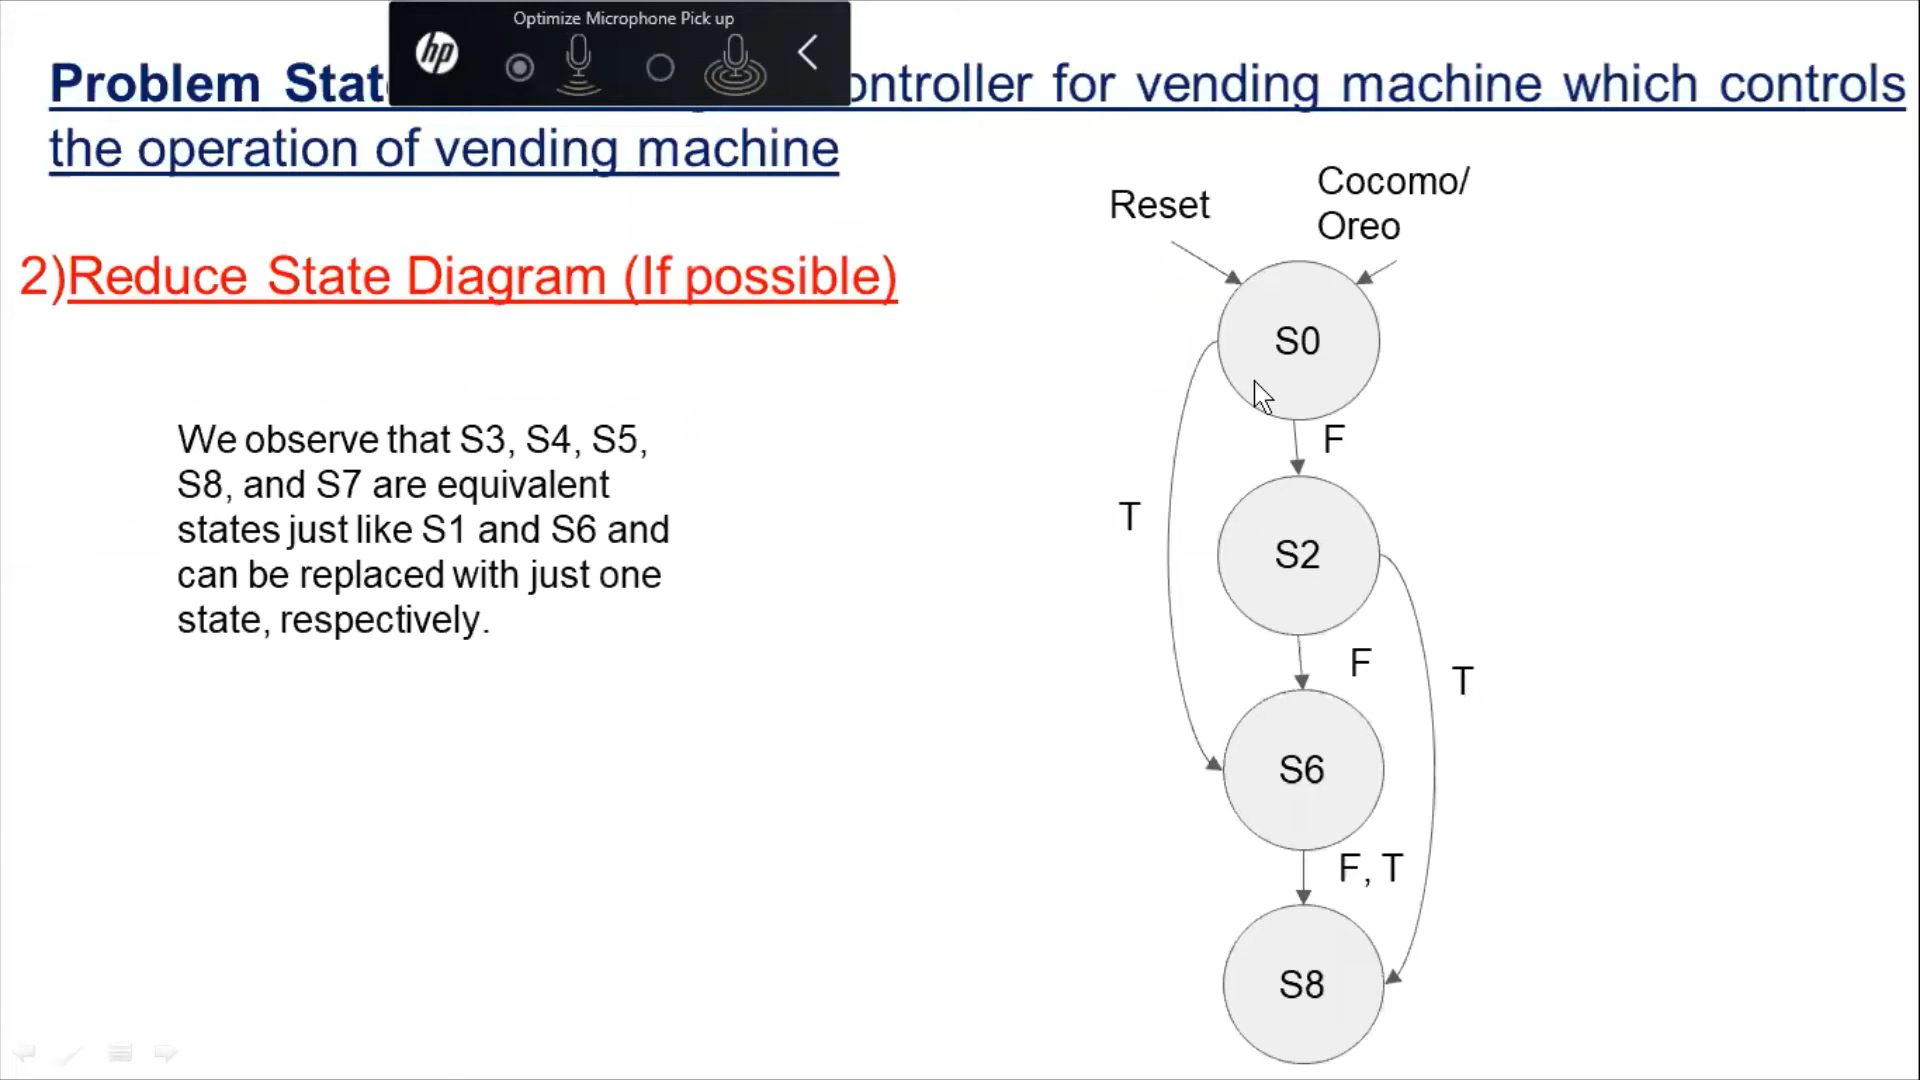 Optimize Microphone Pick up
hp
Problem Stat ontroller for vending machine which controls
the operation of vending machine
Reset
Cocomo/
Oreo
2)Reduce State Diagram (If possible)
S0
We observe that S3, S4, S5,
S8, and S7 are equivalent
states just like S1 and S6 and
can be replaced with just one
state, respectively.
F
T
S2
F
T
S6
F, T
S8